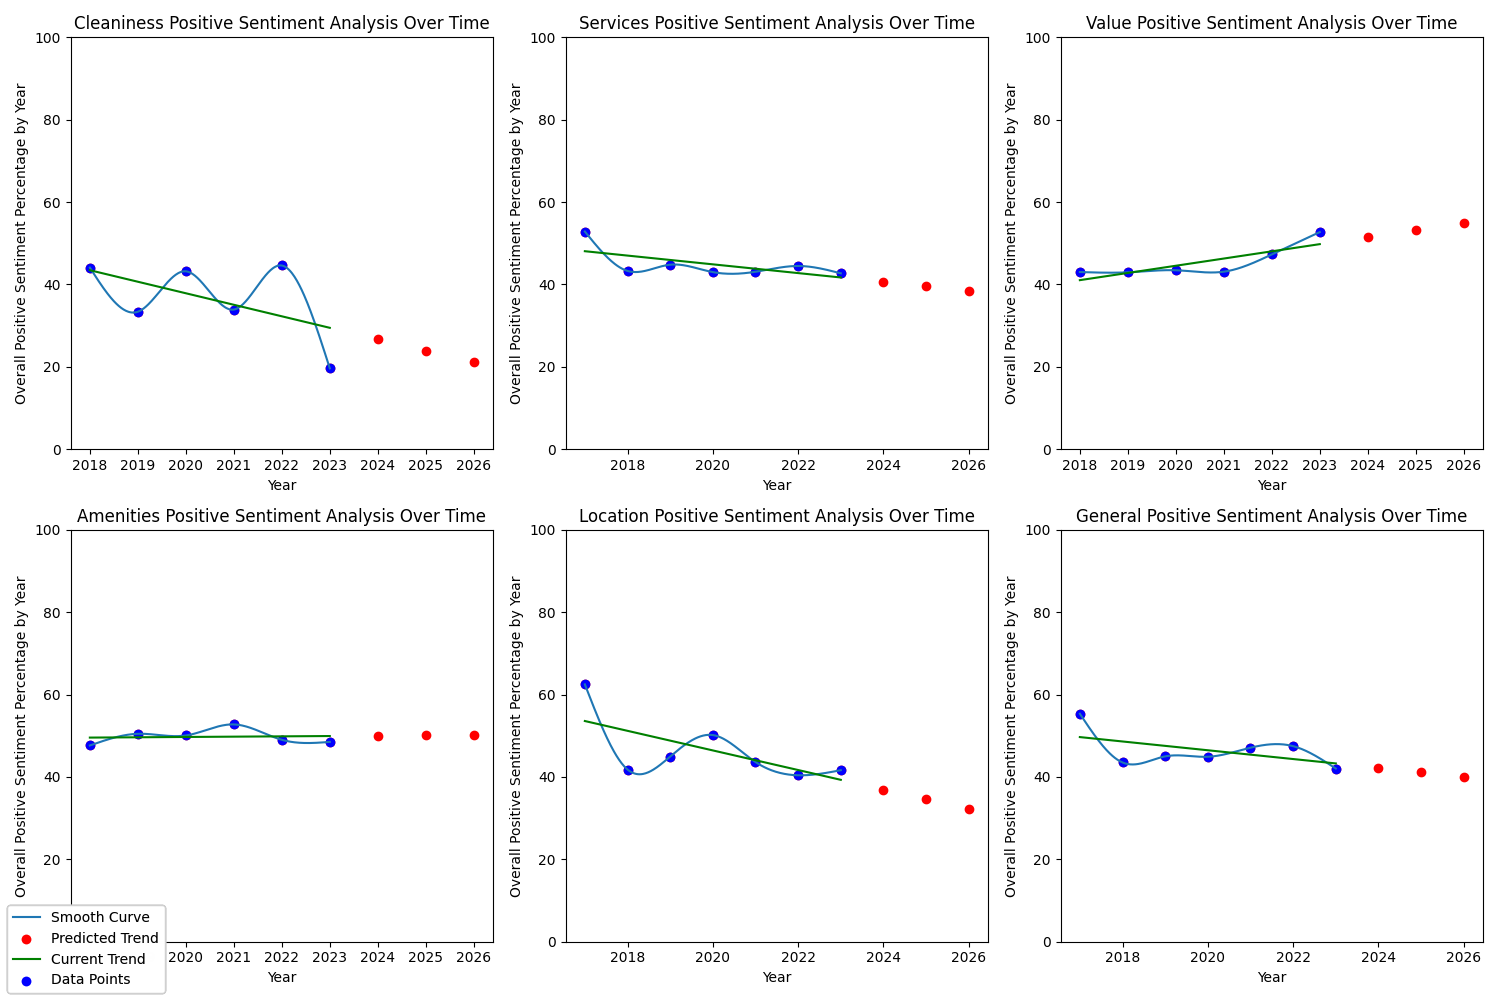 Cleaniness Positive Sentiment Analysis Over Time
Overall Positive Sentiment Percentage by Year
100
80
60
40
20
0
2018 2019 2020 2021 2022 2023 2024 2025 2026
Year
Services Positive Sentiment Analysis Over Time
Overall Positive Sentiment Percentage by Year
100
80
60
40
20
0
2018 2020 2022 2024 2026
Year
Value Positive Sentiment Analysis Over Time
Overall Positive Sentiment Percentage by Year
100
80
60
40
20
0
2018 2019 2020 2021 2022 2023 2024 2025 2026
Year
Amenities Positive Sentiment Analysis Over Time
Overall Positive Sentiment Percentage by Year
100
80
60
40
20
2020 2021 2022 2023 2024 2025 2026
Year
Smooth Curve
Predicted Trend
Current Trend
Data Points
Location Positive Sentiment Analysis Over Time
Overall Positive Sentiment Percentage by Year
100
80
60
40
20
0
2018 2020 2022 2024 2026
Year
General Positive Sentiment Analysis Over Time
Overall Positive Sentiment Percentage by Year
100
80
60
40
20
0
2018 2020 2022 2024 2026
Year